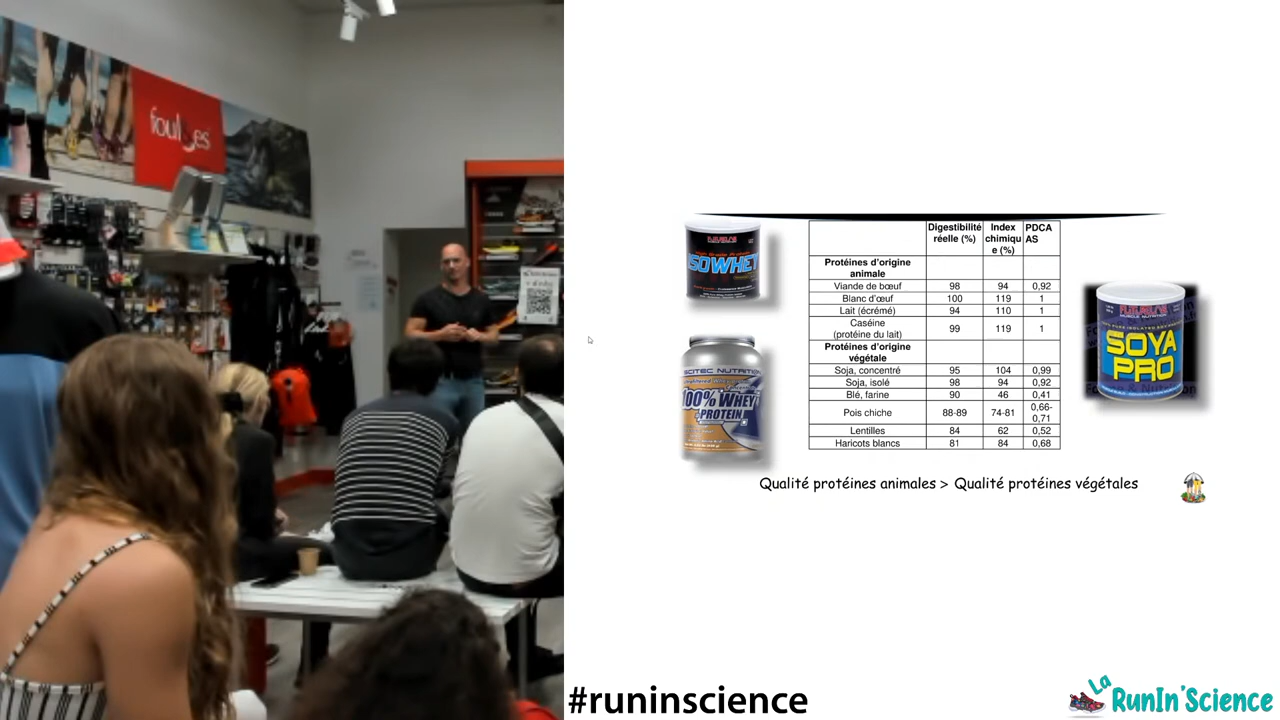 foulées
Digestibilité Index PDCA
réelle (%) chimiqu AS
e (%)
Protéines d'origine
animale
Viande de bœuf 98 94 0,92
Blanc d'œuf 100 119 1
Lait (écrémé) 94 110 1
Caséine
(protéine du lait) 99 119 1
Protéines d'origine
végétale
Soja, concentré 95 104 0,99
Soja, isolé 98 94 0,92
Blé, farine 90 46 0,41
Pois chiche 88-89 74-81 0,66-
0,71
Lentilles 84 62 0,52
Haricots blancs 81 84 0,68
ISOWHEY
SCITEC NUTRITION
100% WHEY
PROTEIN
MUSCLE NUTRITION
SOYA
PRO
Qualité protéines animales > Qualité protéines végétales
#runinscience
La
RunIn'Science